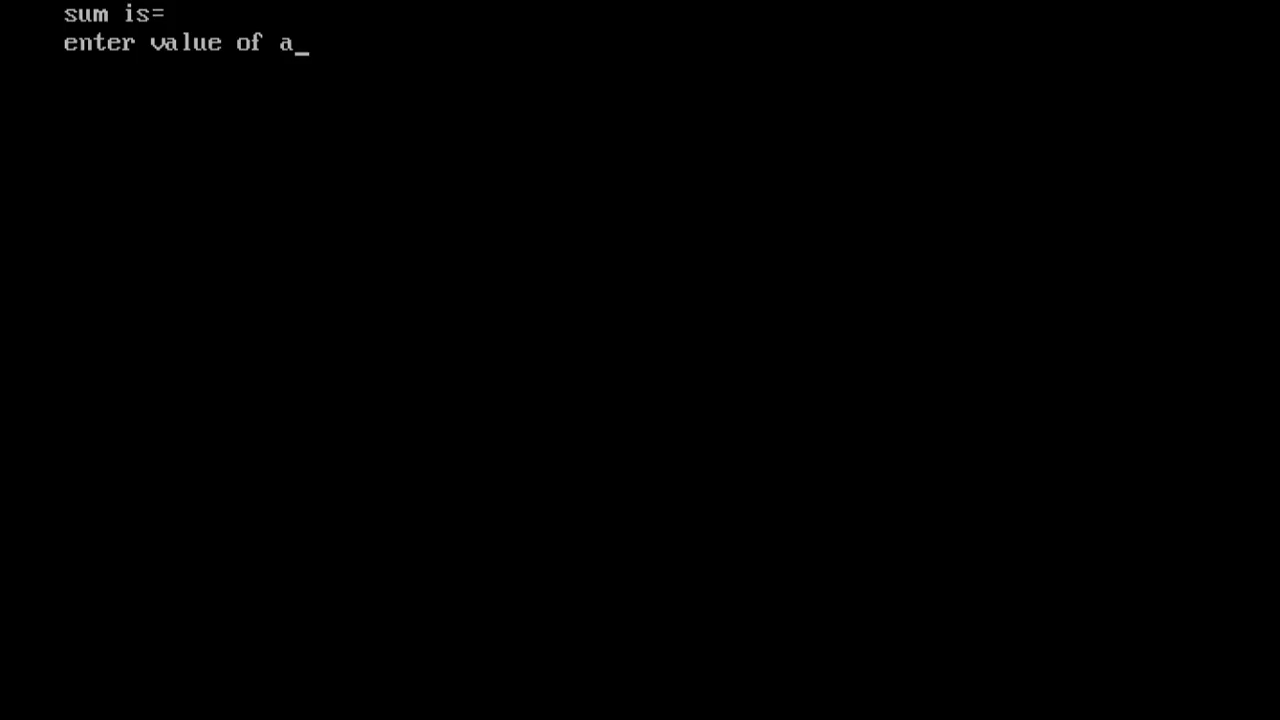 sum is=
enter value of a_